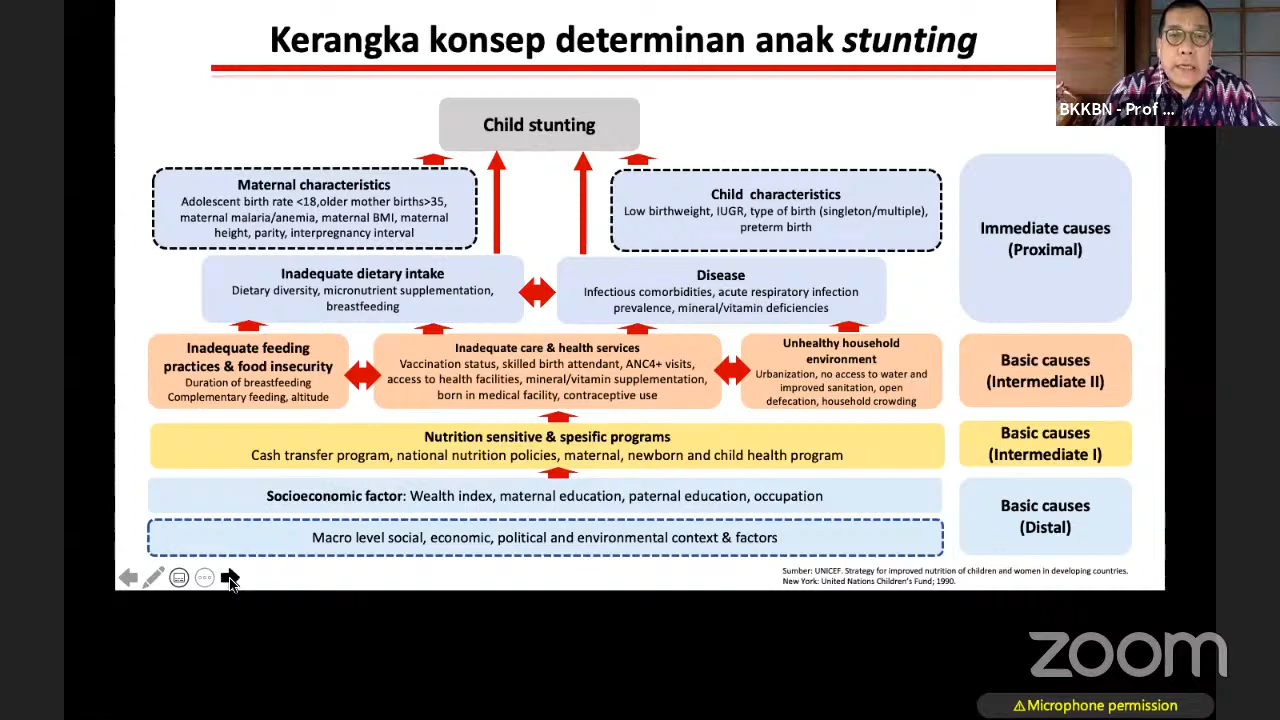 Kerangka konsep determinan anak stunting
BKKBN - Prof ...
Child stunting
Maternal characteristics
Adolescent birth rate <18,older mother births>35,
maternal malaria/anemia, maternal BMI, maternal
height, parity, interpregnancy interval
Child characteristics
Low birthweight, IUGR, type of birth (singleton/multiple),
preterm birth
Immediate causes
(Proximal)
Inadequate dietary intake
Dietary diversity, micronutrient supplementation,
breastfeeding
Disease
Infectious comorbidities, acute respiratory infection
prevalence, mineral/vitamin deficiencies
Inadequate feeding
practices & food insecurity
Duration of breastfeeding
Complementary feeding, altitude
Inadequate care & health services
Vaccination status, skilled birth attendant, ANC4+ visits,
access to health facilities, mineral/vitamin supplementation,
born in medical facility, contraceptive use
Unhealthy household
environment
Urbanization, no access to water and
improved sanitation, open
defecation, household crowding
Basic causes
(Intermediate II)
Nutrition sensitive & spesific programs
Cash transfer program, national nutrition policies, maternal, newborn and child health program
Basic causes
(Intermediate I)
Socioeconomic factor: Wealth index, maternal education, paternal education, occupation
Macro level social, economic, political and environmental context & factors
Basic causes
(Distal)
Sumber: UNICEF. Strategy for improved nutrition of children and women in developing countries.
New York: United Nations Children's Fund; 1990.
zoom
⚠Microphone permission